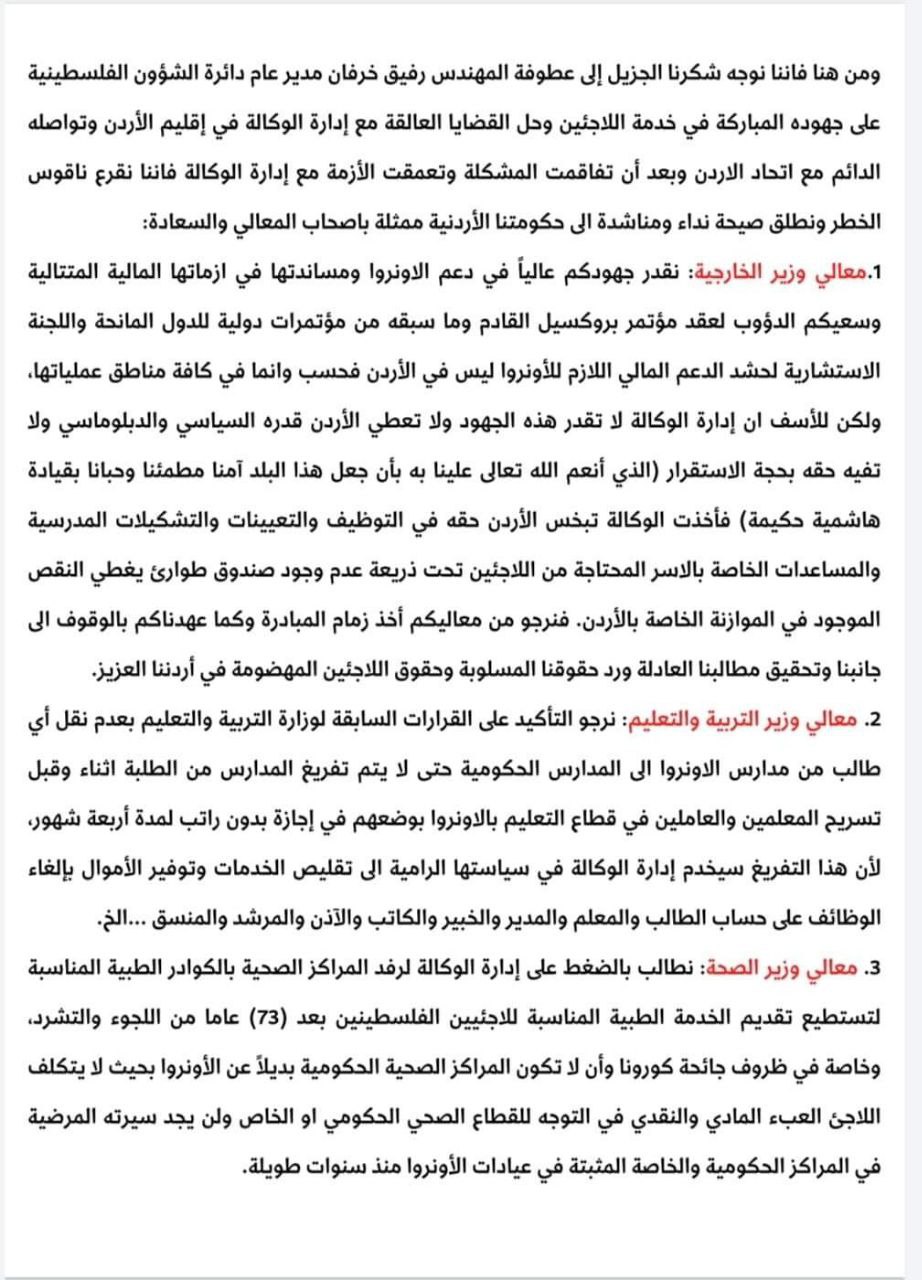 ومن هنا فاننا نوجه شكرنا الجزيل إلى عطوفة المهندس رفيق خرفان مدير عام دائرة الشؤون الفلسطينية
على جهوده المباركة في خدمة اللاجئين وحل القضايا العالقة مع إدارة الوكالة في إقليم الأردن وتواصله
الدائم مع اتحاد الاردن وبعد أن تفاقمت المشكلة وتعمقت الأزمة مع إدارة الوكالة فاننا نقرع ناقوس
الخطر ونطلق صيحة نداء ومناشدة الى حكومتنا الأردنية ممثلة باصحاب المعالي والسعادة:
1.معالي وزير الخارجية: نقدر جهودكم عالياً في دعم الاونروا ومساندتها في ازماتها المالية المتتالية
وسعيكم الدؤوب لعقد مؤتمر بروكسيل القادم وما سبقه من مؤتمرات دولية للدول المانحة واللجنة
الاستشارية لحشد الدعم المالي اللازم للأونروا ليس في الأردن فحسب وانما في كافة مناطق عملياتها،
ولكن للأسف ان إدارة الوكالة لا تقدر هذه الجهود ولا تعطي الأردن قدره السياسي والدبلوماسي ولا
تفيه حقه بحجة الاستقرار (الذي أنعم الله تعالى علينا به بأن جعل هذا البلد آمنا مطمئنا وحبانا بقيادة
هاشمية حكيمة) فأخذت الوكالة تبخس الأردن حقه في التوظيف والتعيينات والتشكيلات المدرسية
والمساعدات الخاصة بالاسر المحتاجة من اللاجئين تحت ذريعة عدم وجود صندوق طوارئ يغطي النقص
الموجود في الموازنة الخاصة بالأردن. فنرجو من معاليكم أخذ زمام المبادرة وكما عهدناكم بالوقوف الى
جانبنا وتحقيق مطالبنا العادلة ورد حقوقنا المسلوبة وحقوق اللاجئين المهضومة في أردننا العزيز.
2. معالي وزير التربية والتعليم: نرجو التأكيد على القرارات السابقة لوزارة التربية والتعليم بعدم نقل أي
طالب من مدارس الاونروا الى المدارس الحكومية حتى لا يتم تفريغ المدارس من الطلبة اثناء وقبل
تسريح المعلمين والعاملين في قطاع التعليم بالاونروا بوضعهم في إجازة بدون راتب لمدة أربعة شهور،
لأن هذا التفريغ سيخدم إدارة الوكالة في سياستها الرامية الى تقليص الخدمات وتوفير الأموال بإلغاء
الوظائف على حساب الطالب والمعلم والمدير والخبير والكاتب والآذن والمرشد والمنسق ...الخ.
3. معالي وزير الصحة: نطالب بالضغط على إدارة الوكالة لرفد المراكز الصحية بالكوادر الطبية المناسبة
لتستطيع تقديم الخدمة الطبية المناسبة للاجئيين الفلسطينين بعد (73) عاما من اللجوء والتشرد،
وخاصة في ظروف جائحة كورونا وأن لا تكون المراكز الصحية الحكومية بديلاً عن الأونروا بحيث لا يتكلف
اللاجئ العبء المادي والنقدي في التوجه للقطاع الصحي الحكومي او الخاص ولن يجد سيرته المرضية
في المراكز الحكومية والخاصة المثبتة في عيادات الأونروا منذ سنوات طويلة.